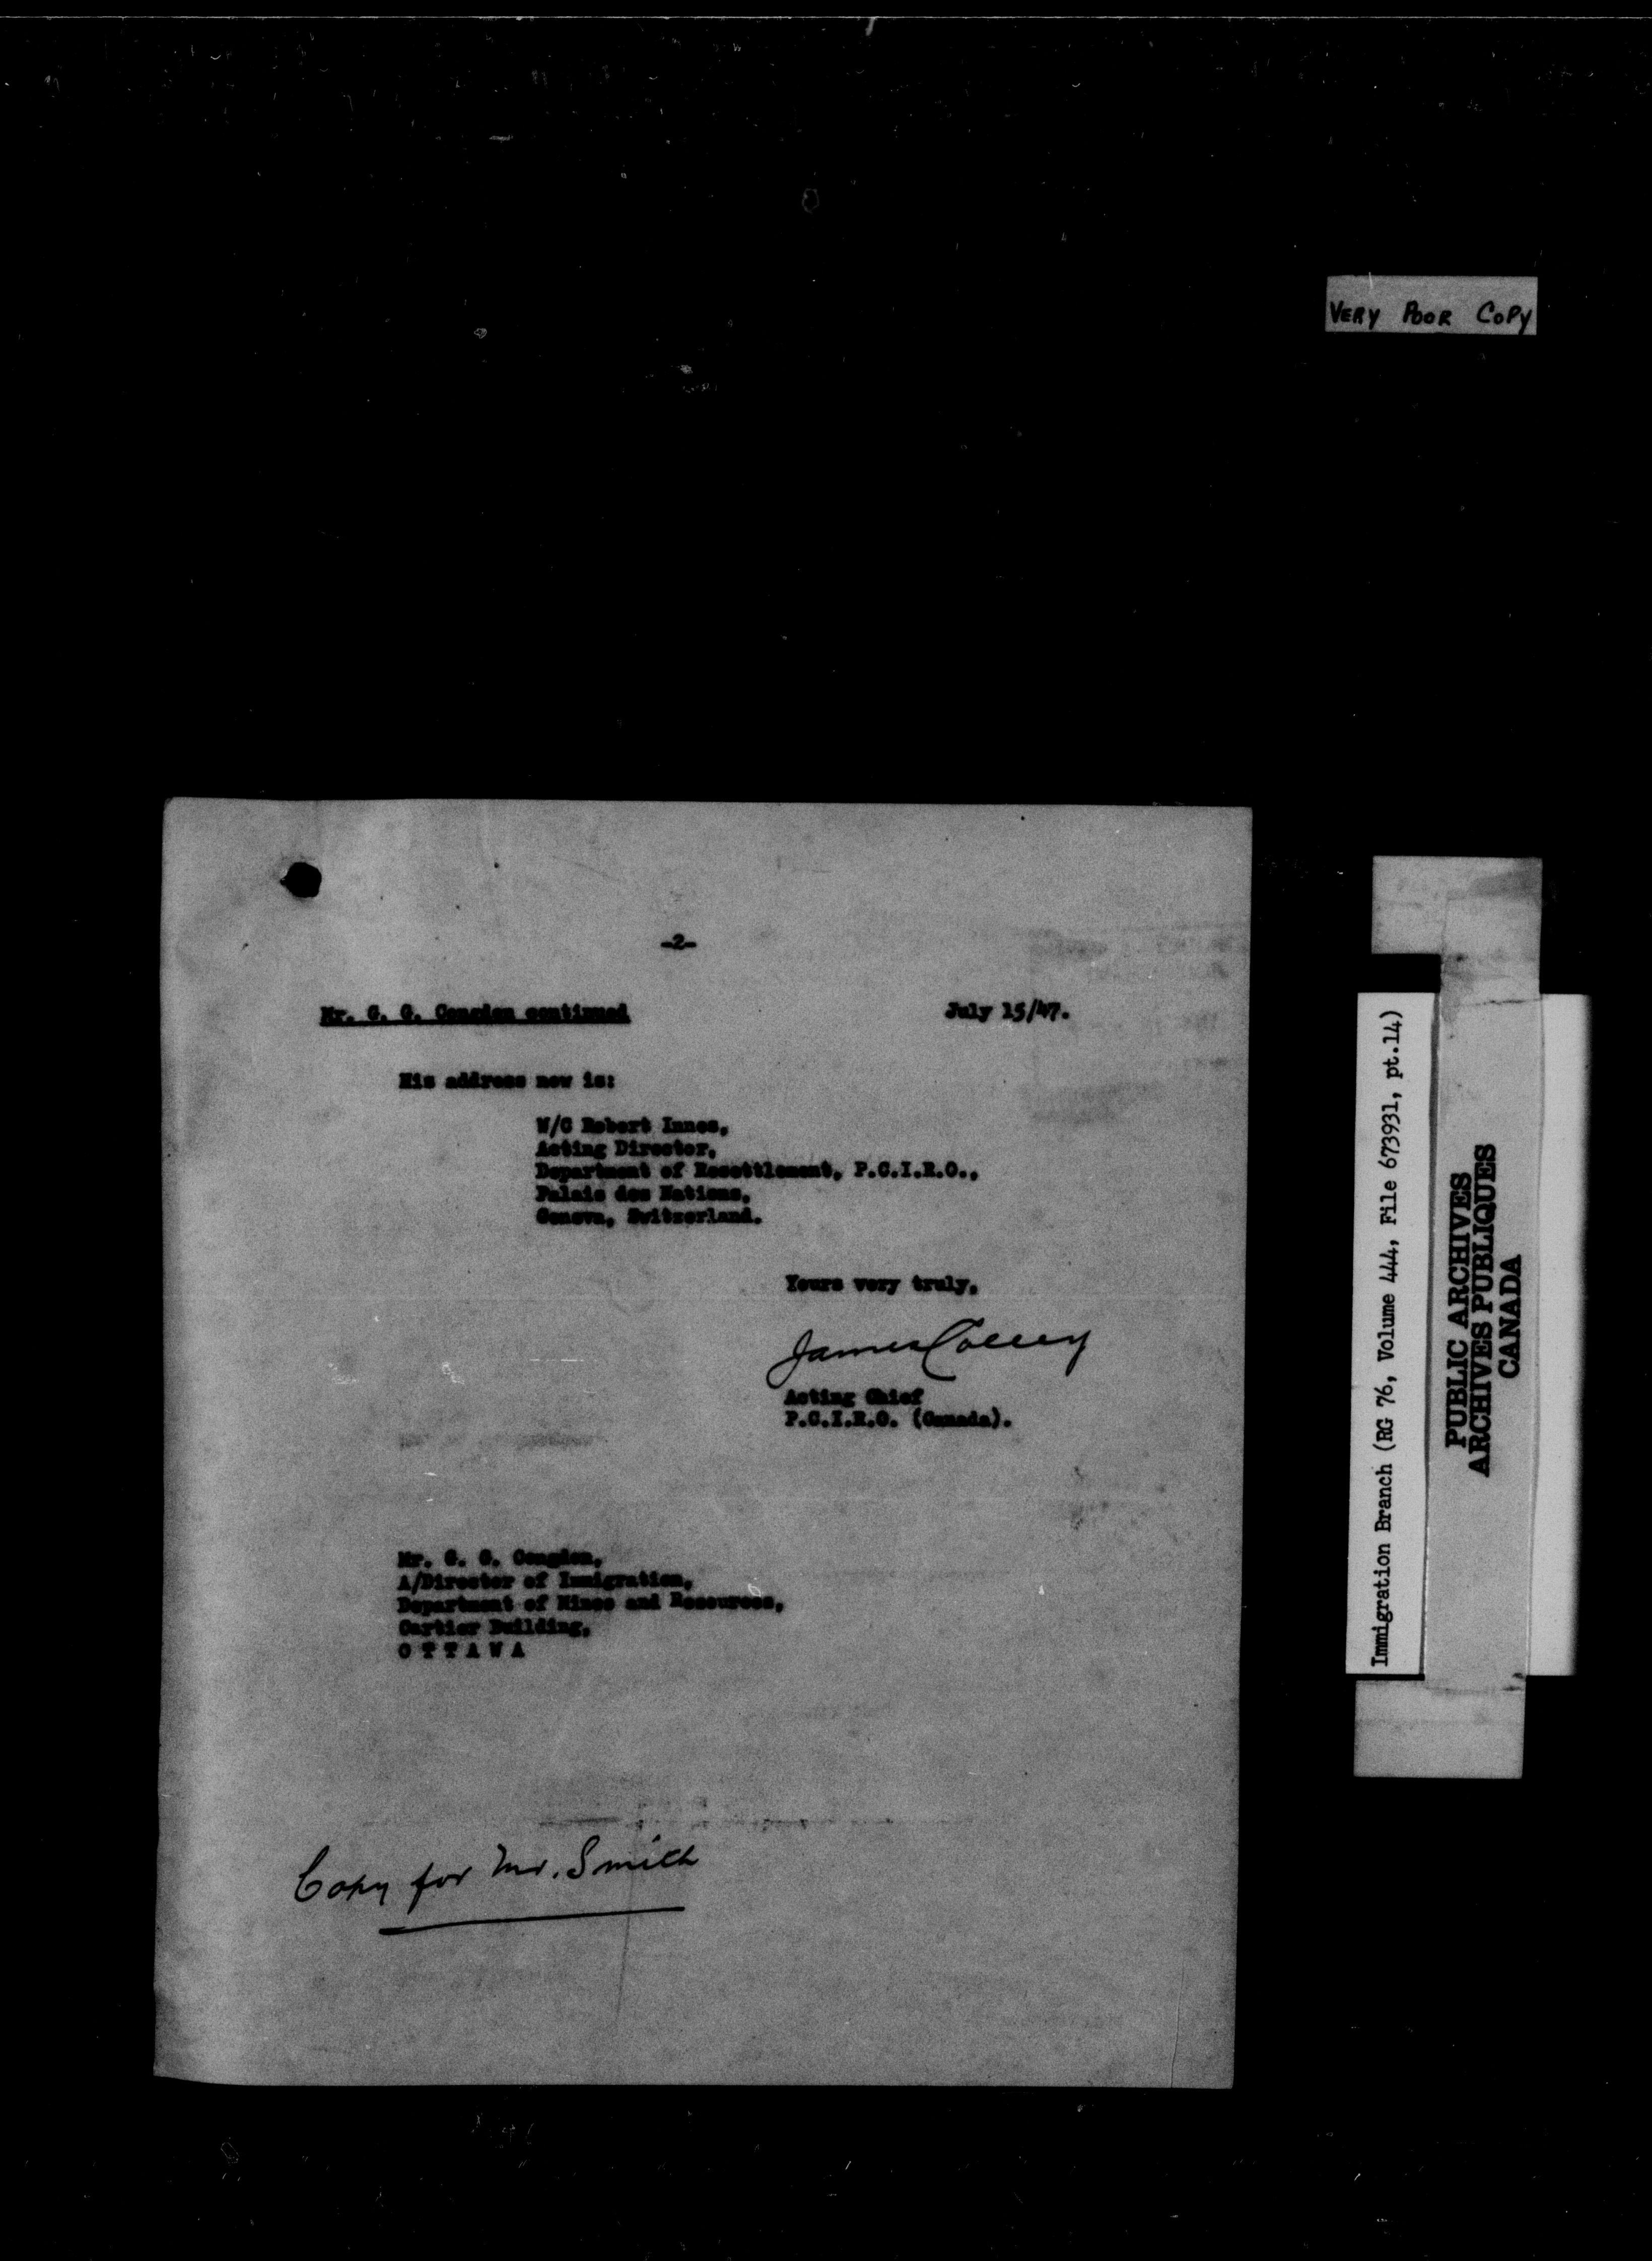 VERY POOR COPY
-2-
Mr. G. G. Congdon continued July 15/47.
His address now is:
W/C Robert Innes,
Acting Director,
Department of Resettlement, P.C.I.R.O.,
Palais des Nations,
Geneva, Switzerland.
Yours very truly,
James Colley
Acting Chief
P.C.I.R.O. (Canada).
Mr. G. G. Congdon,
A/Director of Immigration,
Department of Mines and Resources,
Cartier Building,
O T T A W A
Copy for Mr. Smith
Immigration Branch (RG 76, Volume 444, File 673931, pt.14)
PUBLIC ARCHIVES
ARCHIVES PUBLIQUES
CANADA